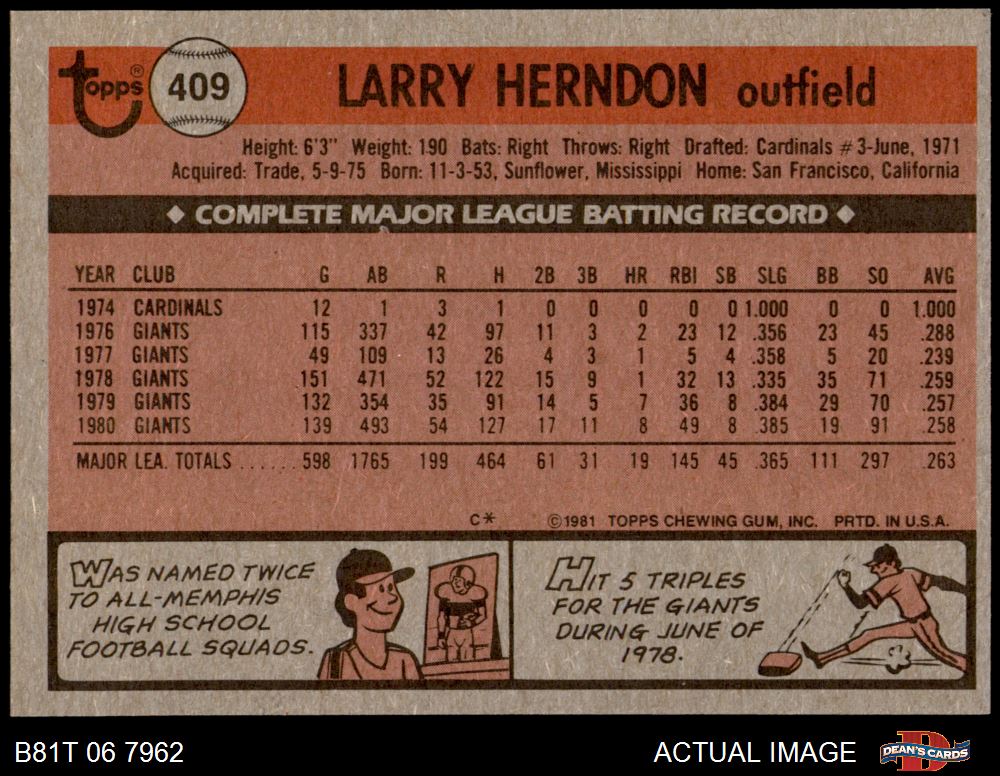 Topps® 409 LARRY HERNDON outfield
Height: 6'3" Weight: 190 Bats: Right Throws: Right Drafted: Cardinals #3-June, 1971
Acquired: Trade, 5-9-75 Born: 11-3-53, Sunflower, Mississippi Home: San Francisco, California
◆ COMPLETE MAJOR LEAGUE BATTING RECORD ◆
YEAR CLUB G AB R H 2B 3B HR RBI SB SLG BB SO AVG
1974 CARDINALS 12 1 3 1 0 0 0 0 0 1.000 0 0 1.000
1976 GIANTS 115 337 42 97 11 3 2 23 12 .356 23 45 .288
1977 GIANTS 49 109 13 26 4 3 1 5 4 .358 5 20 .239
1978 GIANTS 151 471 52 122 15 9 1 32 13 .335 35 71 .259
1979 GIANTS 132 354 35 91 14 5 7 36 8 .384 29 70 .257
1980 GIANTS 139 493 54 127 17 11 8 49 8 .385 19 91 .258
MAJOR LEA. TOTALS ...... 598 1765 199 464 61 31 19 145 45 .365 111 297 .263
C* ©1981 TOPPS CHEWING GUM, INC. PRTD. IN U.S.A.
WAS NAMED TWICE
TO ALL-MEMPHIS
HIGH SCHOOL
FOOTBALL SQUADS.
HIT 5 TRIPLES
FOR THE GIANTS
DURING JUNE OF
1978.
B81T 06 7962 ACTUAL IMAGE DEAN'S CARDS